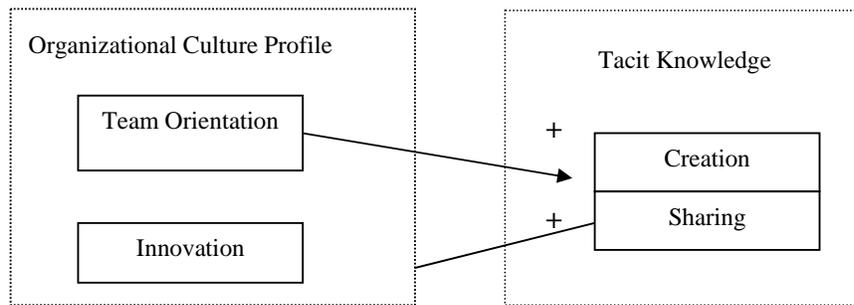 Organizational Culture Profile
Team Orientation
Innovation
Tacit Knowledge
+
Creation
+
Sharing